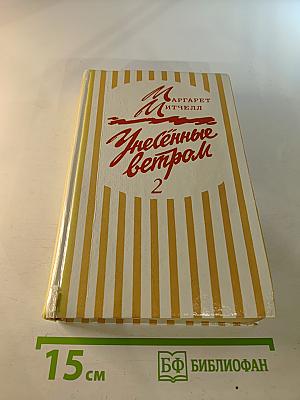 МАРГАРЕТ
МИТЧЕЛЛ
Унесённые
ветром
2
15 см
БФ БИБЛИОФАН